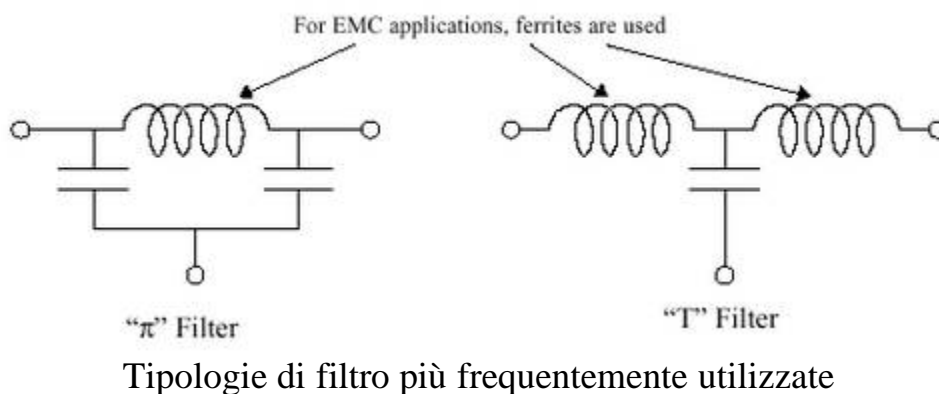 For EMC applications, ferrites are used
“π” Filter
“T” Filter
Tipologie di filtro più frequentemente utilizzate